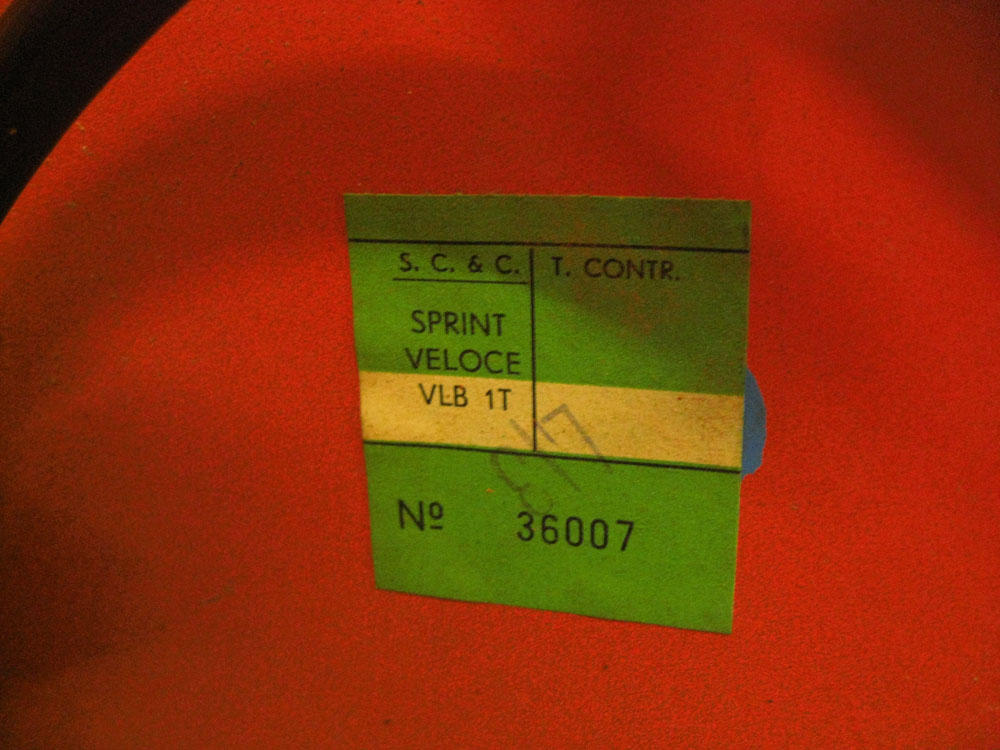 S. C. & C. T. CONTR.
SPRINT
VELOCE
VLB 1T
Nº 36007